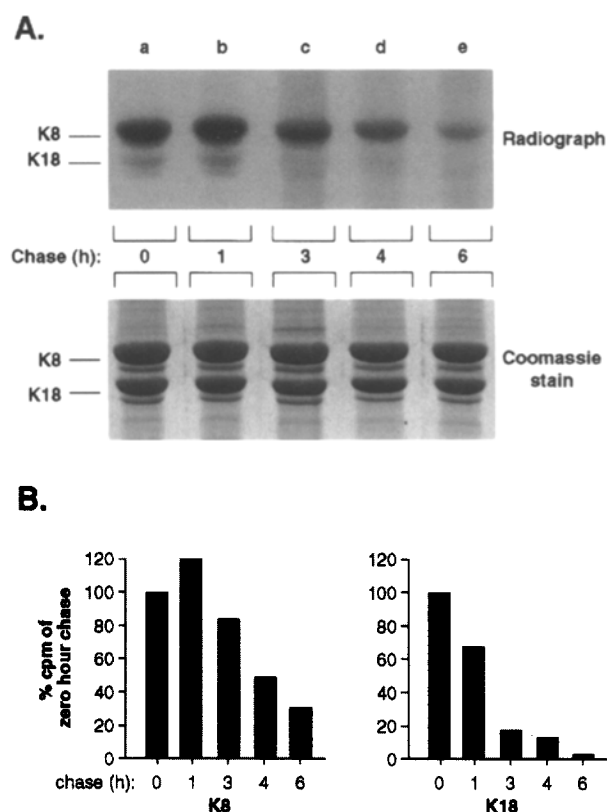 A.
a b c d e
K8
K18
Radiograph
Chase (h): 0 1 3 4 6
K8
K18
Coomassie
stain
B.
% cpm of
zero hour chase
120
100
80
60
40
20
0
chase (h): 0 1 3 4 6
K8
120
100
80
60
40
20
0
0 1 3 4 6
K18